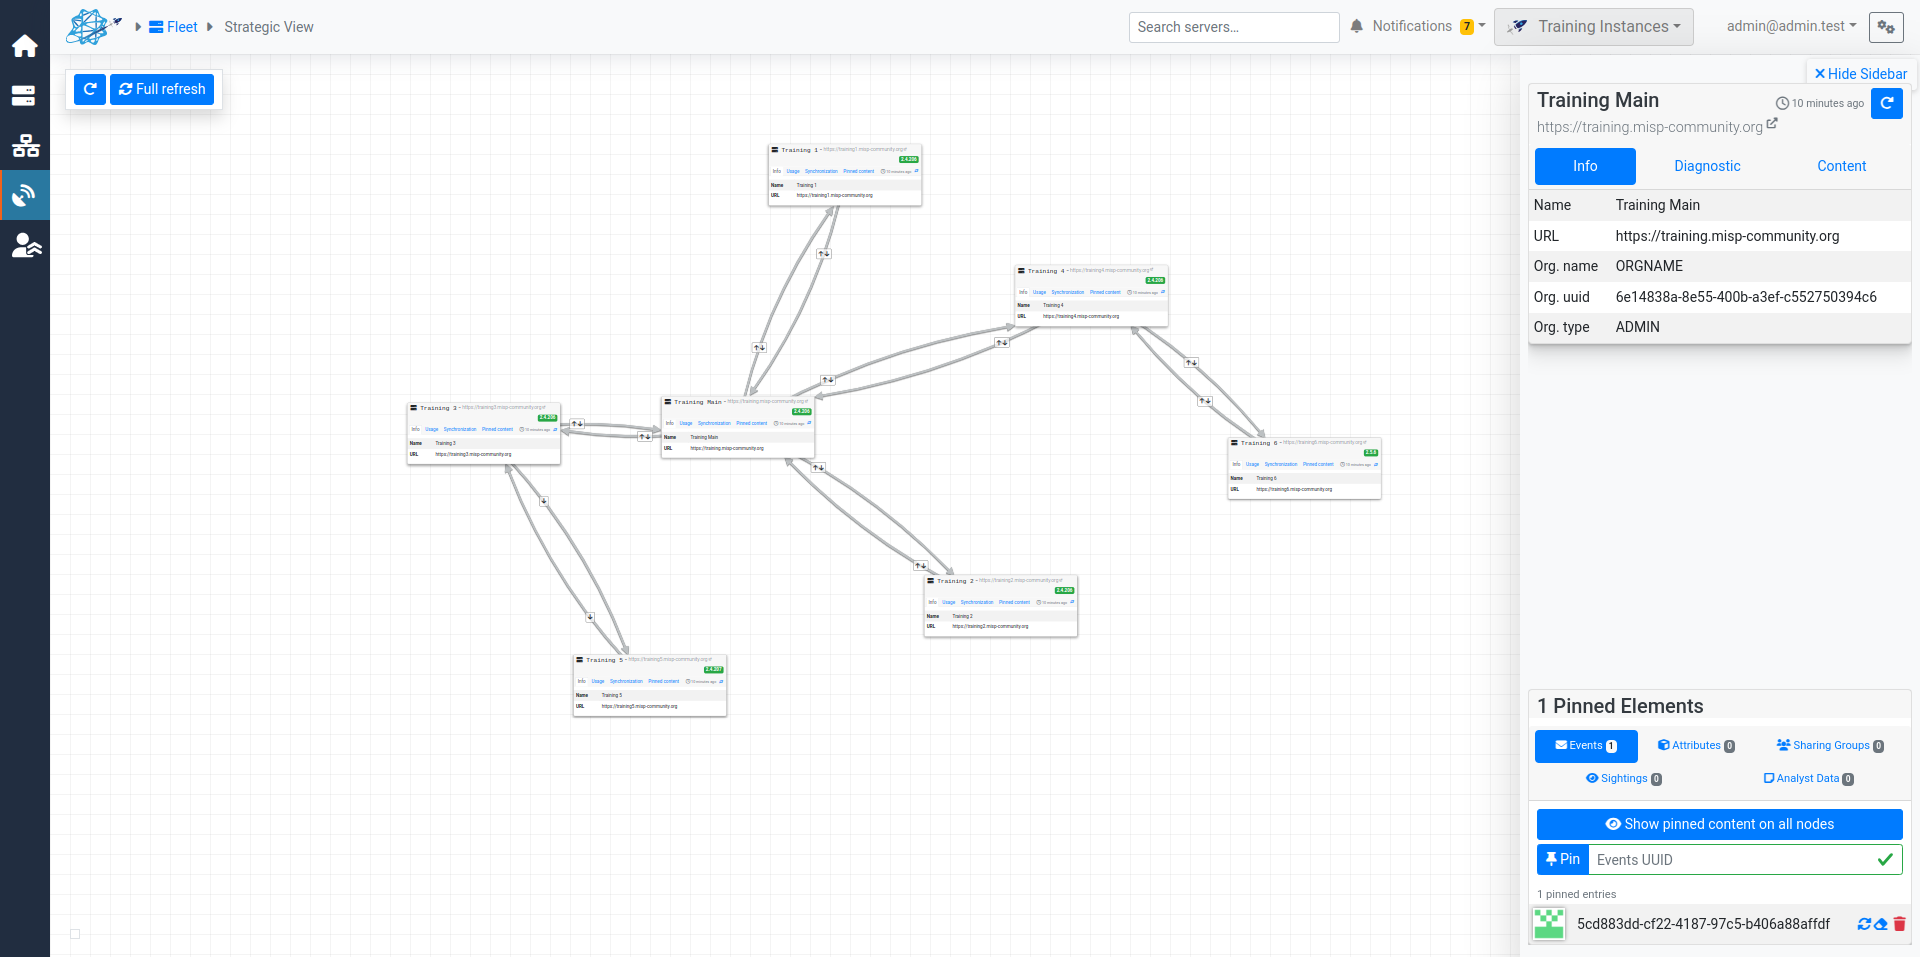 Fleet
Strategic View
Search servers...
Notifications 7
Training Instances
admin@admin.test
Full refresh
Hide Sidebar
Training 1 - https://training1.misp-community.org
2.4.206
Info Usage Synchronization Pinned content 10 minutes ago
Name Training 1
URL https://training1.misp-community.org
Training 4 - https://training4.misp-community.org
2.4.206
Info Usage Synchronization Pinned content 10 minutes ago
Name Training 4
URL https://training4.misp-community.org
Training 3 - https://training3.misp-community.org
2.4.206
Info Usage Synchronization Pinned content 10 minutes ago
Name Training 3
URL https://training3.misp-community.org
Training Main - https://training.misp-community.org
2.4.206
Info Usage Synchronization Pinned content 10 minutes ago
Name Training Main
URL https://training.misp-community.org
Training 6 - https://training6.misp-community.org
Info Usage Synchronization Pinned content 10 minutes ago
Name Training 6
URL https://training6.misp-community.org
Training 2 - https://training2.misp-community.org
2.4.206
Info Usage Synchronization Pinned content 10 minutes ago
Name Training 2
URL https://training2.misp-community.org
Training 5 - https://training5.misp-community.org
2.4.207
Info Usage Synchronization Pinned content 10 minutes ago
Name Training 5
URL https://training5.misp-community.org
Training Main
10 minutes ago
https://training.misp-community.org
Info Diagnostic Content
Name Training Main
URL https://training.misp-community.org
Org. name ORGNAME
Org. uuid 6e14838a-8e55-400b-a3ef-c552750394c6
Org. type ADMIN
1 Pinned Elements
Events 1 Attributes 0 Sharing Groups 0
Sightings 0 Analyst Data 0
Show pinned content on all nodes
Pin Events UUID
1 pinned entries
5cd883dd-cf22-4187-97c5-b406a88affdf